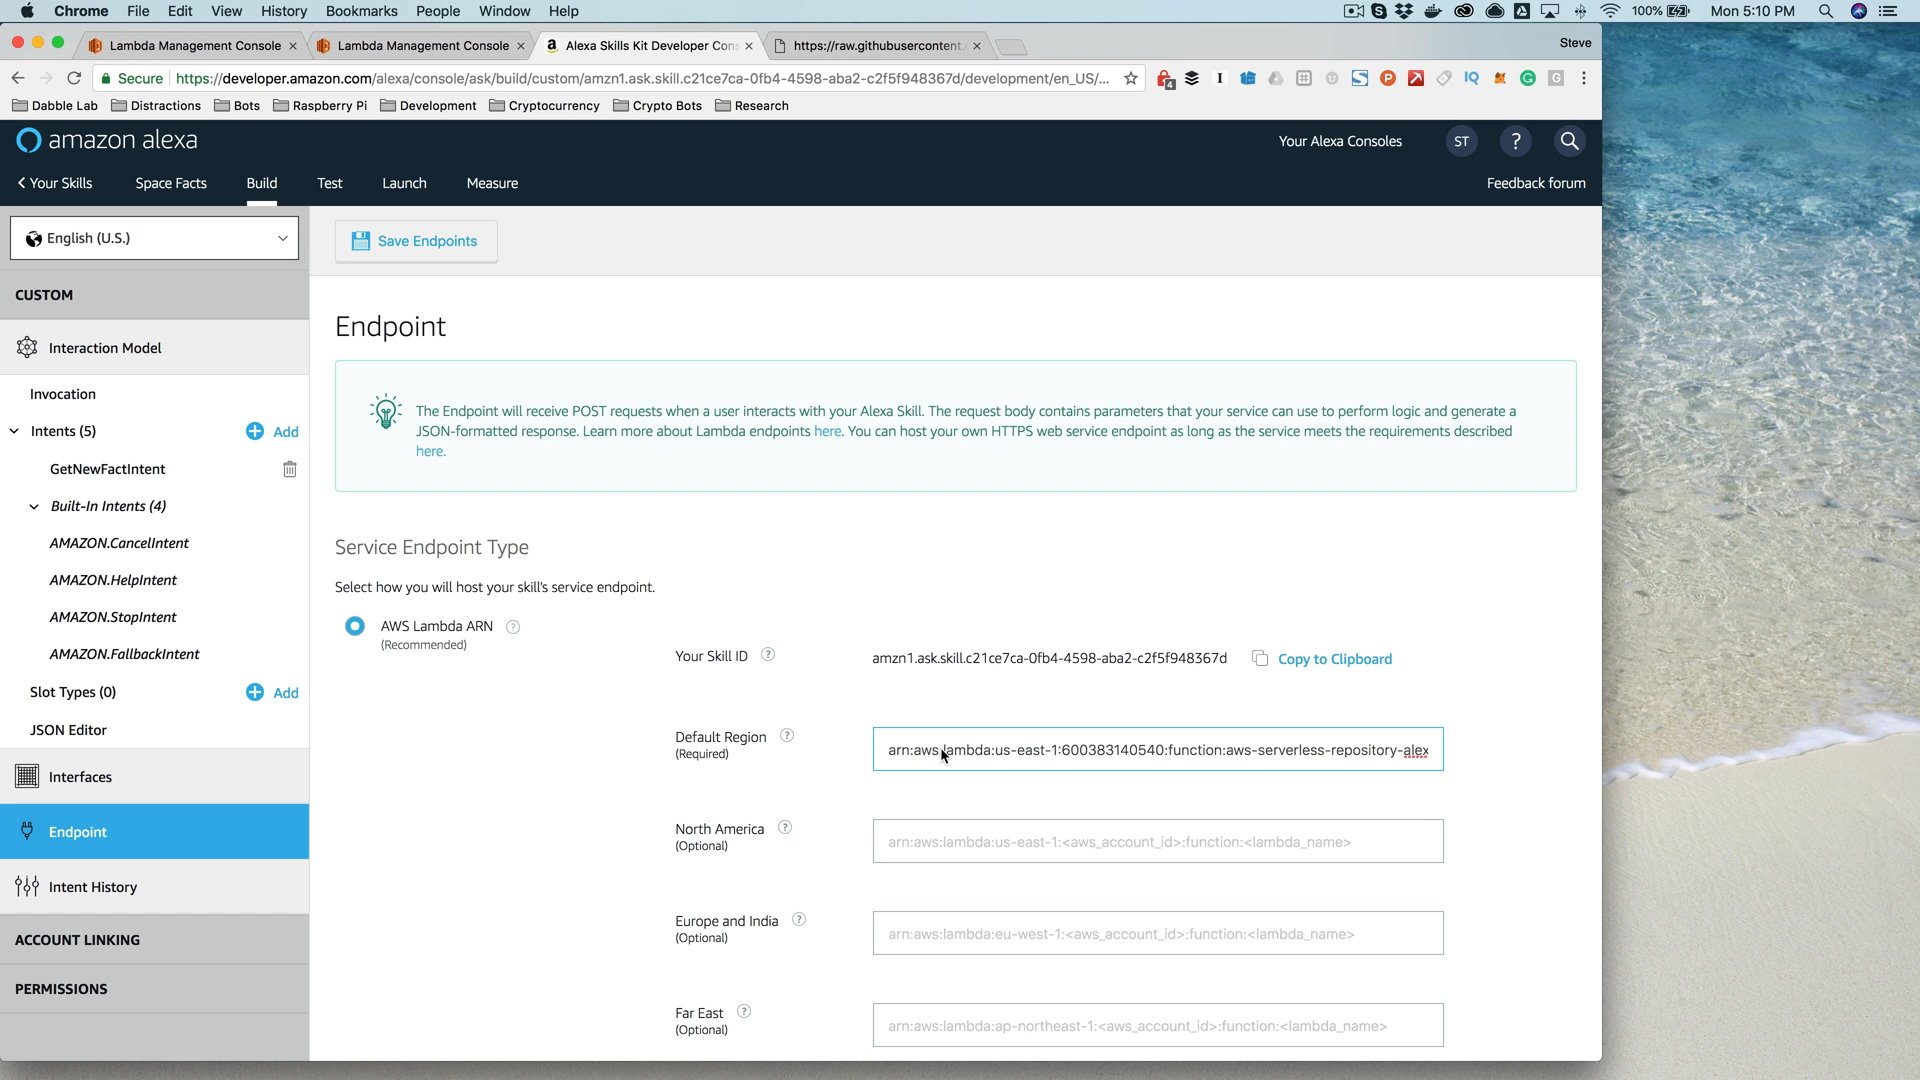 Chrome File Edit View History Bookmarks People Window Help 100% Mon 5:10 PM
Lambda Management Console Lambda Management Console Alexa Skills Kit Developer Con https://raw.githubusercontent. Steve
Secure https://developer.amazon.com/alexa/console/ask/build/custom/amzn1.ask.skill.c21ce7ca-0fb4-4598-aba2-c2f5f948367d/development/en_US/...
Dabble Lab Distractions Bots Raspberry Pi Development Cryptocurrency Crypto Bots Research
amazon alexa Your Alexa Consoles ST ?
Your Skills Space Facts Build Test Launch Measure Feedback forum
English (U.S.) Save Endpoints
CUSTOM
Endpoint
Interaction Model
Invocation
The Endpoint will receive POST requests when a user interacts with your Alexa Skill. The request body contains parameters that your service can use to perform logic and generate a
JSON-formatted response. Learn more about Lambda endpoints here. You can host your own HTTPS web service endpoint as long as the service meets the requirements described
here.
Intents (5) Add
GetNewFactIntent
Built-In Intents (4)
AMAZON.CancelIntent
AMAZON.HelpIntent
AMAZON.StopIntent
AMAZON.FallbackIntent
Slot Types (0) Add
JSON Editor
Interfaces
Endpoint
Intent History
ACCOUNT LINKING
PERMISSIONS
Service Endpoint Type
Select how you will host your skill's service endpoint.
AWS Lambda ARN ?
(Recommended)
Your Skill ID ? amzn1.ask.skill.c21ce7ca-0fb4-4598-aba2-c2f5f948367d Copy to Clipboard
Default Region ?
(Required)
arn:aws:lambda:us-east-1:600383140540:function:aws-serverless-repository-alex
North America ?
(Optional)
arn:aws:lambda:us-east-1:<aws_account_id>:function:<lambda_name>
Europe and India ?
(Optional)
arn:aws:lambda:eu-west-1:<aws_account_id>:function:<lambda_name>
Far East ?
(Optional)
arn:aws:lambda:ap-northeast-1:<aws_account_id>:function:<lambda_name>